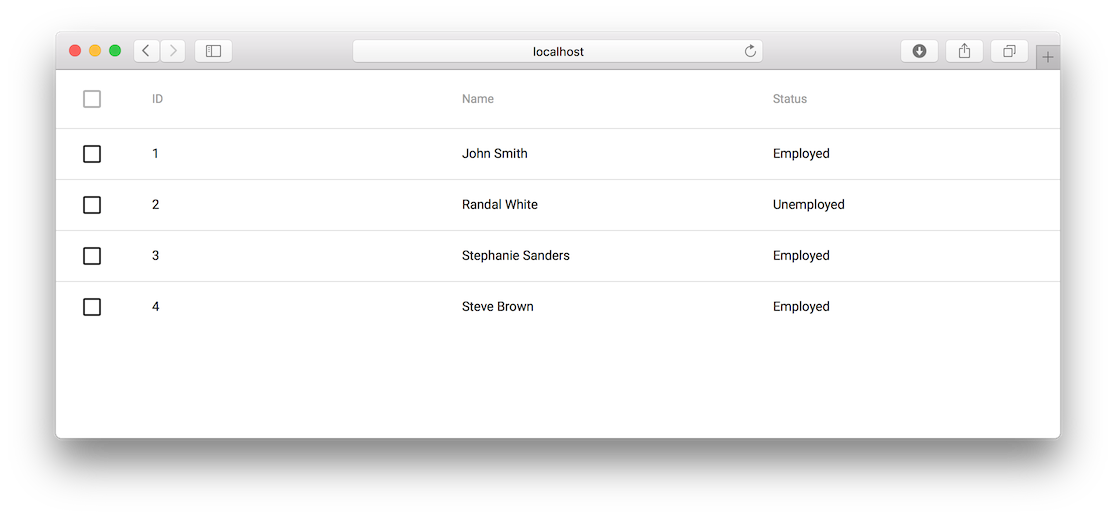 localhost
ID Name Status
1 John Smith Employed
2 Randal White Unemployed
3 Stephanie Sanders Employed
4 Steve Brown Employed